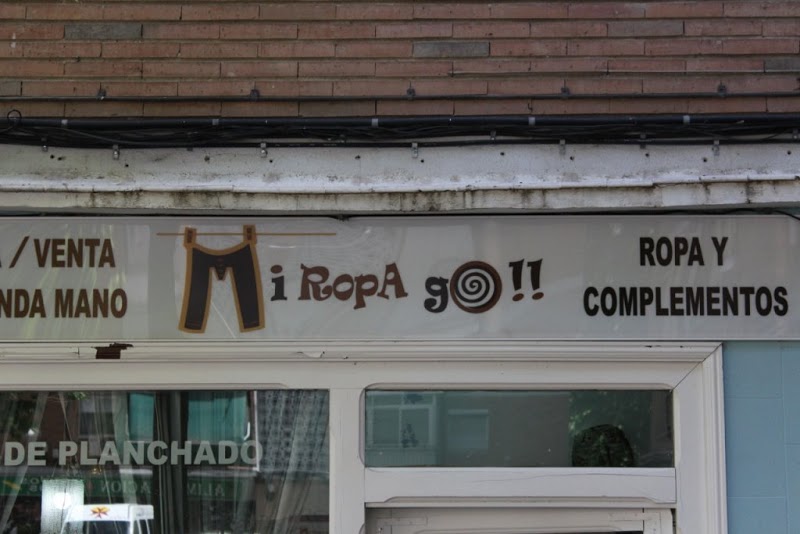 / VENTA
NDA MANO
Mi RopA gO!!
ROPA Y
COMPLEMENTOS
DE PLANCHADO